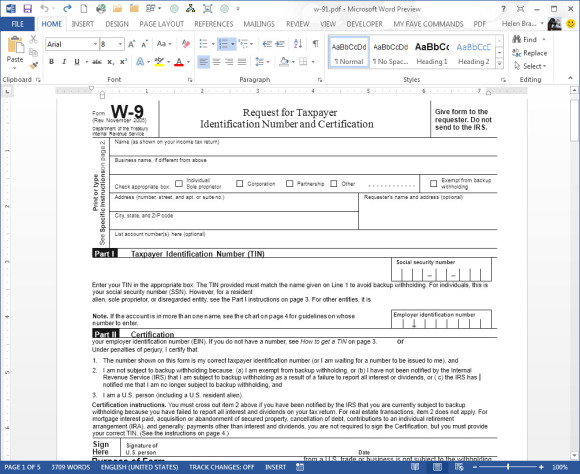 w-91.pdf - Microsoft Word Preview
FILE HOME INSERT DESIGN PAGE LAYOUT REFERENCES MAILINGS REVIEW VIEW DEVELOPER MY FAVE COMMANDS PDF Helen Bra...
Paste
Arial 8
AaBbCcDd AaBbCcDd AaBbCc AaBbCcC
¶ Normal ¶ No Spac... Heading 1 Heading 2
Find
Replace
Select
Clipboard Font Paragraph Styles Editing
Form W-9
(Rev. November 2005)
Department of the Treasury
Internal Revenue Service
Request for Taxpayer
Identification Number and Certification
Give form to the
requester. Do not
send to the IRS.
Print or type
See Specific Instructions on page 2.
Name (as shown on your income tax return)
Business name, if different from above
Check appropriate box: Individual/ Sole proprietor Corporation Partnership Other Exempt from backup withholding
Address (number, street, and apt. or suite no.) Requester's name and address (optional)
City, state, and ZIP code
List account number(s) here (optional)
Part I Taxpayer Identification Number (TIN)
Social security number
Enter your TIN in the appropriate box. The TIN provided must match the name given on Line 1 to avoid backup withholding. For individuals, this is
your social security number (SSN). However, for a resident
alien, sole proprietor, or disregarded entity, see the Part I instructions on page 3. For other entities, it is
Note. If the account is in more than one name, see the chart on page 4 for guidelines on whose
number to enter.
Employer identification number
Part II Certification
your employer identification number (EIN). If you do not have a number, see How to get a TIN on page 3. or
Under penalties of perjury, I certify that:
1. The number shown on this form is my correct taxpayer identification number (or I am waiting for a number to be issued to me), and
2. I am not subject to backup withholding because: (a) I am exempt from backup withholding, or (b) I have not been notified by the Internal
Revenue Service (IRS) that I am subject to backup withholding as a result of a failure to report all interest or dividends, or ( c) the IRS has
notified me that I am no longer subject to backup withholding, and
3. I am a U.S. person (including a U.S. resident alien).
Certification instructions. You must cross out item 2 above if you have been notified by the IRS that you are currently subject to backup
withholding because you have failed to report all interest and dividends on your tax return. For real estate transactions, item 2 does not apply. For
mortgage interest paid, acquisition or abandonment of secured property, cancellation of debt, contributions to an individual retirement
arrangement (IRA), and generally, payments other than interest and dividends, you are not required to sign the Certification, but you must provide
your correct TIN. (See the instructions on page 4.)
Sign
Here
Signature of
U.S. person Date
Purpose of Form from a U.S. trade or business is not subject to the withholding
PAGE 1 OF 5 3709 WORDS ENGLISH (UNITED STATES) TRACK CHANGES: OFF INSERT 100%